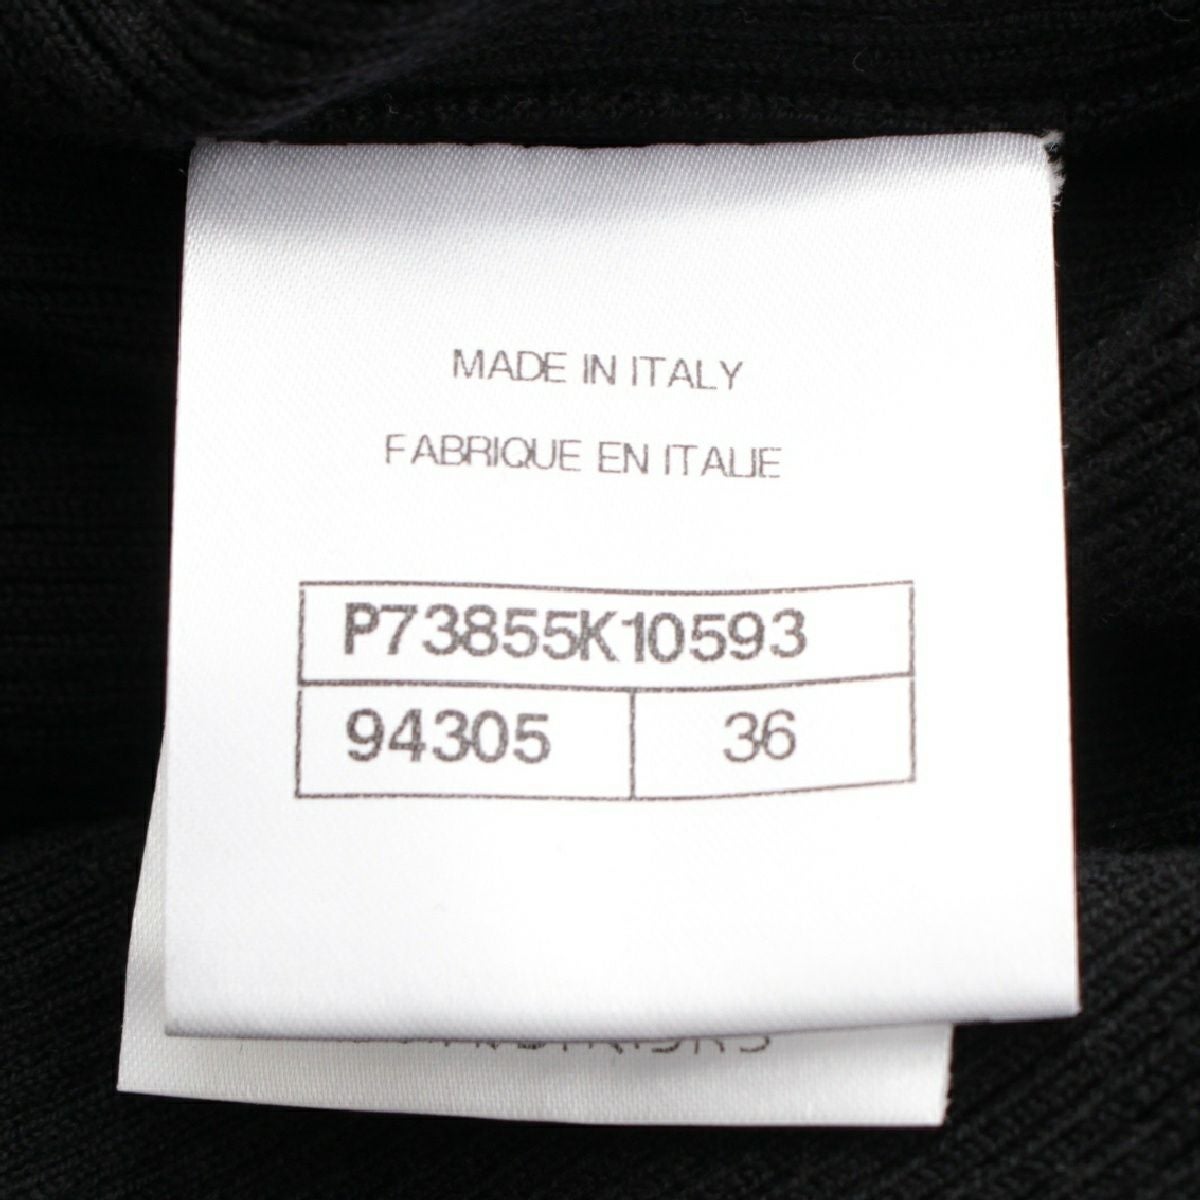 MADE IN ITALY
FABRIQUE EN ITALIE
P73855K10593
94305 36